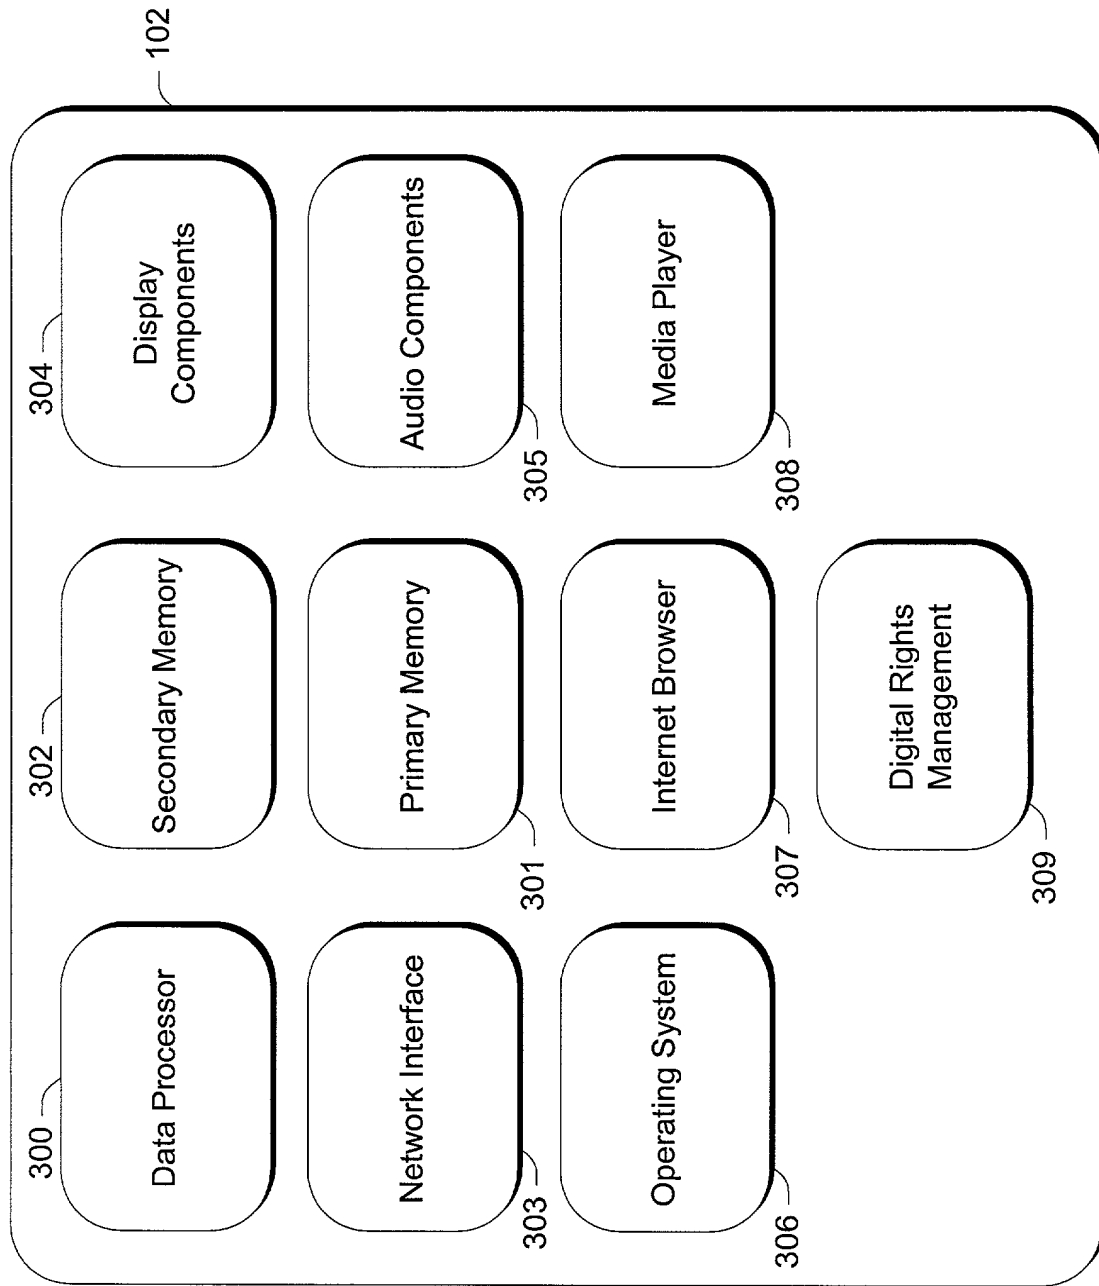 102
300
Data Processor
302
Secondary Memory
304
Display
Components
Network Interface
303
Primary Memory
301
Audio Components
305
Operating System
306
Internet Browser
307
Media Player
308
Digital Rights
Management
309